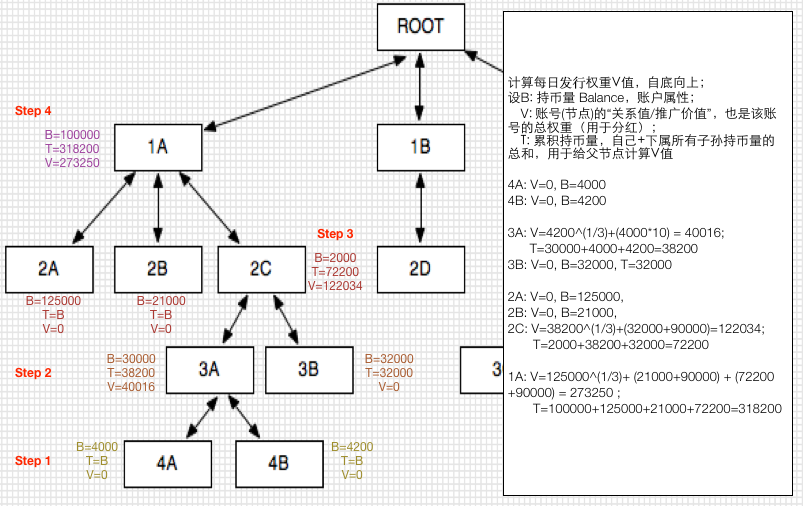 ROOT
计算每日发行权重V值，自底向上；
设B: 持币量 Balance，账户属性；
V: 账号(节点)的“关系值/推广价值”，也是该账
号的总权重（用于分红）；
T: 累积持币量，自己+下属所有子孙持币量的
总和，用于给父节点计算V值
4A: V=0, B=4000
4B: V=0, B=4200
3A: V=4200^(1/3)+(4000*10) = 40016;
T=30000+4000+4200=38200
3B: V=0, B=32000, T=32000
2A: V=0, B=125000,
2B: V=0, B=21000,
2C: V=38200^(1/3)+(32000+90000)=122034;
T=2000+38200+32000=72200
1A: V=125000^(1/3)+ (21000+90000) + (72200
+90000) = 273250 ;
T=100000+125000+21000+72200=318200
Step 4
B=100000
T=318200
V=273250
1A
1B
Step 3
2A
2B
2C
B=2000
T=72200
V=122034
2D
B=125000
T=B
V=0
B=21000
T=B
V=0
Step 2
B=30000
T=38200
V=40016
3A
3B
B=32000
T=32000
V=0
Step 1
B=4000
T=B
V=0
4A
4B
B=4200
T=B
V=0